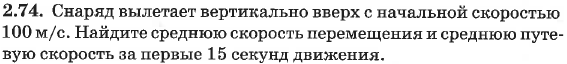 2.74. Снаряд вылетает вертикально вверх с начальной скоростью
100 м/с. Найдите среднюю скорость перемещения и среднюю путе-
вую скорость за первые 15 секунд движения.